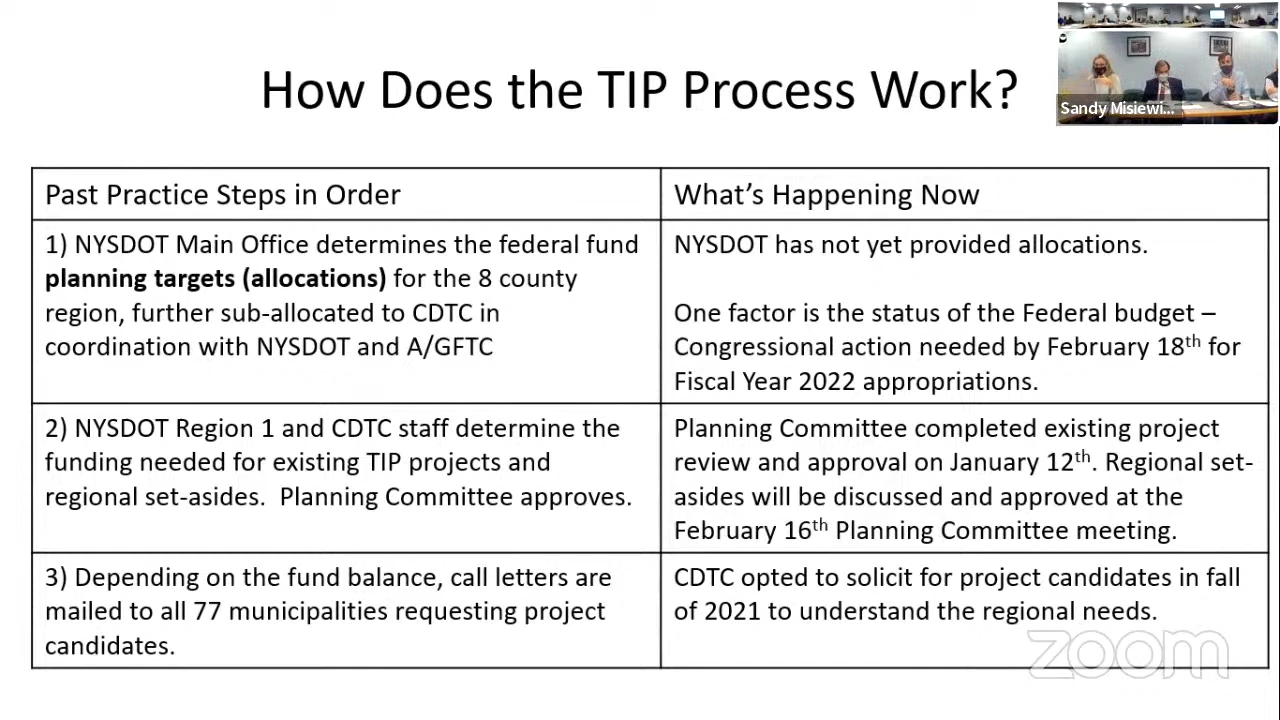 How Does the TIP Process Work?
Sandy Misiewi...
Past Practice Steps in Order
What's Happening Now
1) NYSDOT Main Office determines the federal fund
planning targets (allocations) for the 8 county
region, further sub-allocated to CDTC in
coordination with NYSDOT and A/GFTC
NYSDOT has not yet provided allocations.
One factor is the status of the Federal budget –
Congressional action needed by February 18th for
Fiscal Year 2022 appropriations.
2) NYSDOT Region 1 and CDTC staff determine the
funding needed for existing TIP projects and
regional set-asides.  Planning Committee approves.
Planning Committee completed existing project
review and approval on January 12th. Regional set-
asides will be discussed and approved at the
February 16th Planning Committee meeting.
3) Depending on the fund balance, call letters are
mailed to all 77 municipalities requesting project
candidates.
CDTC opted to solicit for project candidates in fall
of 2021 to understand the regional needs.
zoom